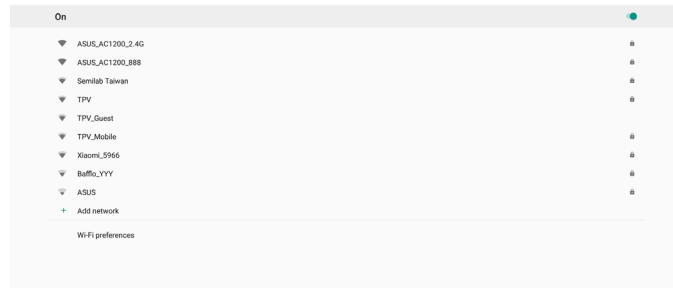 On
ASUS_AC1200_2.4G
ASUS_AC1200_888
Semilab Taiwan
TPV
TPV_Guest
TPV_Mobile
Xiaomi_5966
Bafflo_YYY
ASUS
+ Add network
Wi-Fi preferences